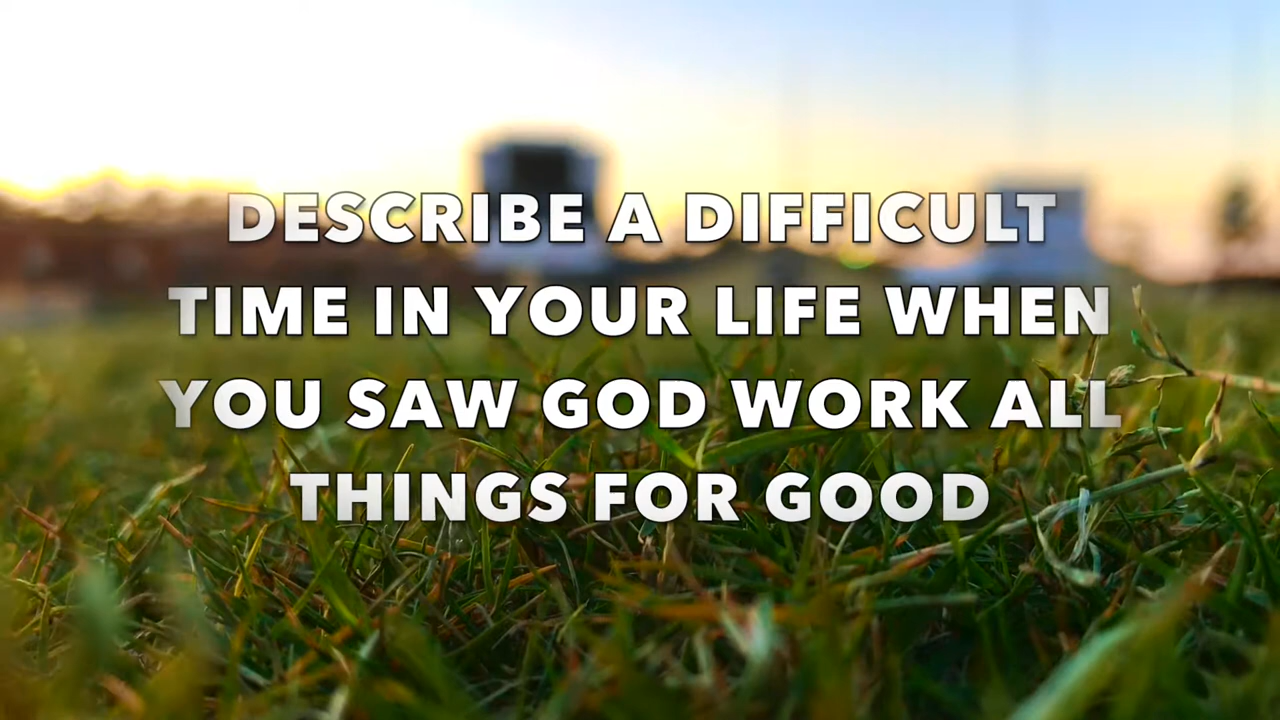 DESCRIBE A DIFFICULT
TIME IN YOUR LIFE WHEN
YOU SAW GOD WORK ALL
THINGS FOR GOOD